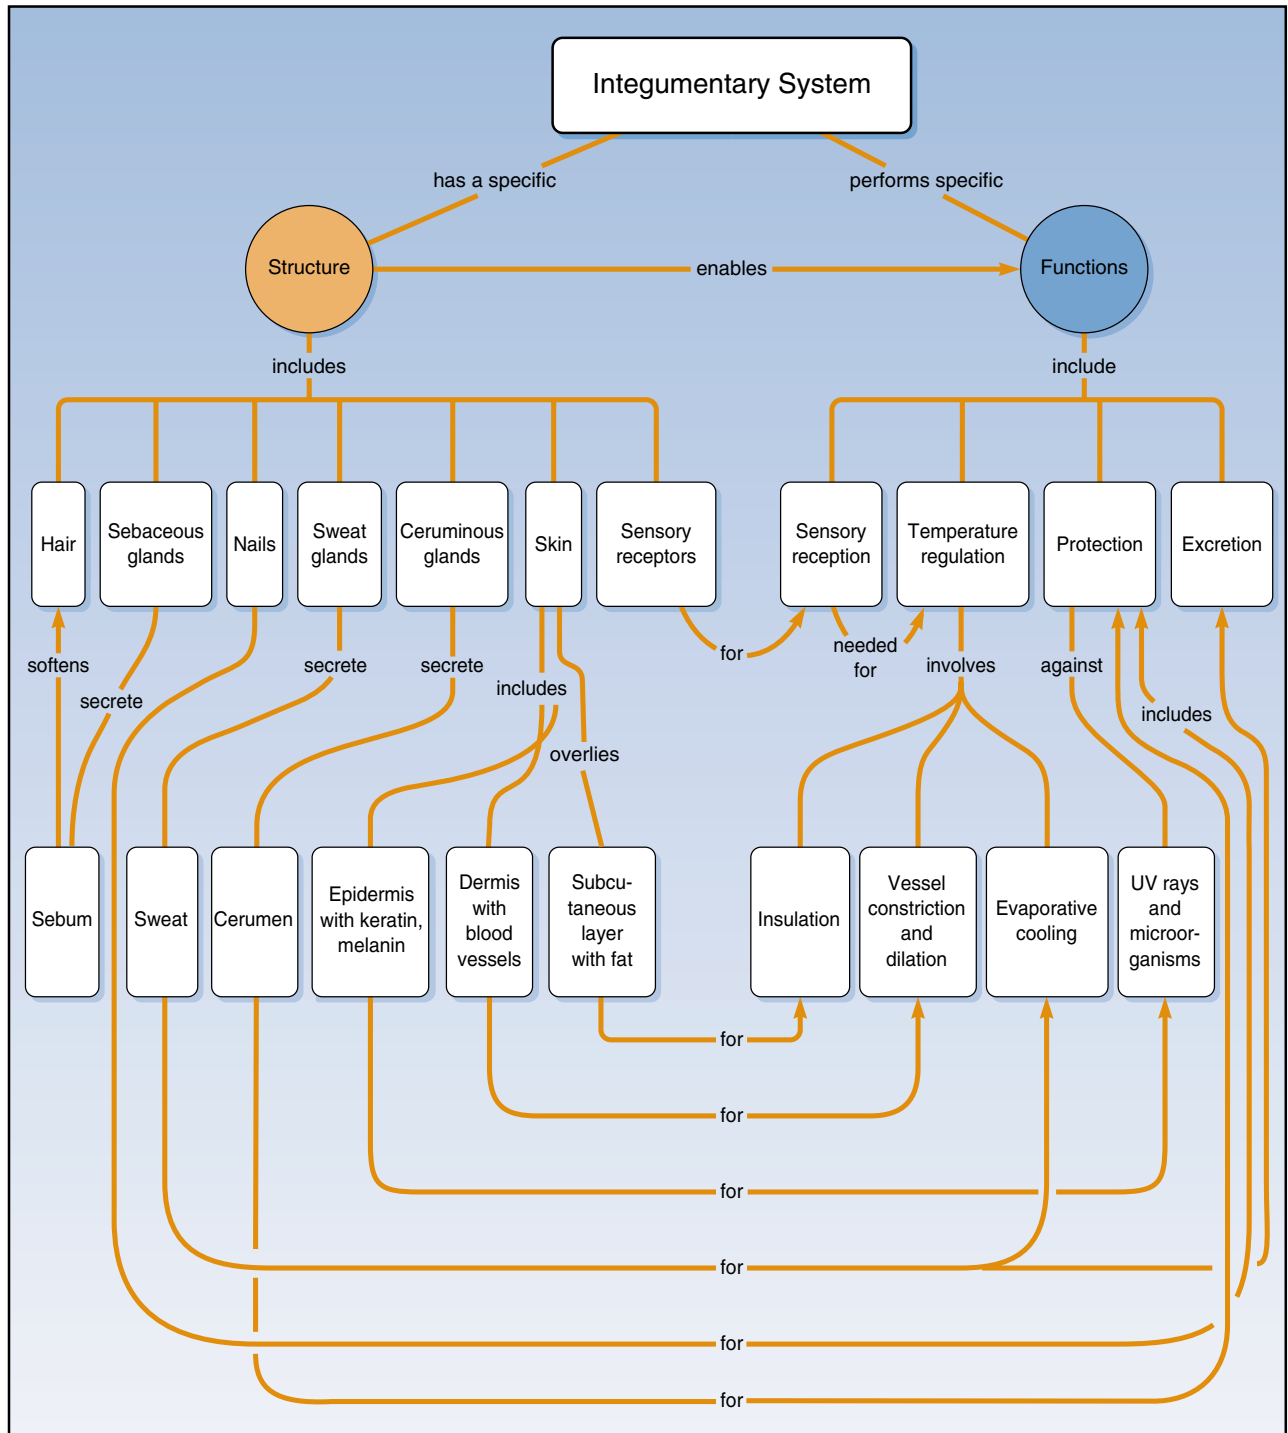 Integumentary System
has a specific
performs specific
Structure
enables
Functions
includes
include
Hair
Sebaceous
glands
Nails
Sweat
glands
Ceruminous
glands
Skin
Sensory
receptors
Sensory
reception
Temperature
regulation
Protection
Excretion
softens
secrete
secrete
secrete
includes
overlies
for
needed
for
involves
against
includes
Sebum
Sweat
Cerumen
Epidermis
with keratin,
melanin
Dermis
with
blood
vessels
Subcu-
taneous
layer
with fat
Insulation
Vessel
constriction
and
dilation
Evaporative
cooling
UV rays
and
microor-
ganisms
for
for
for
for
for
for